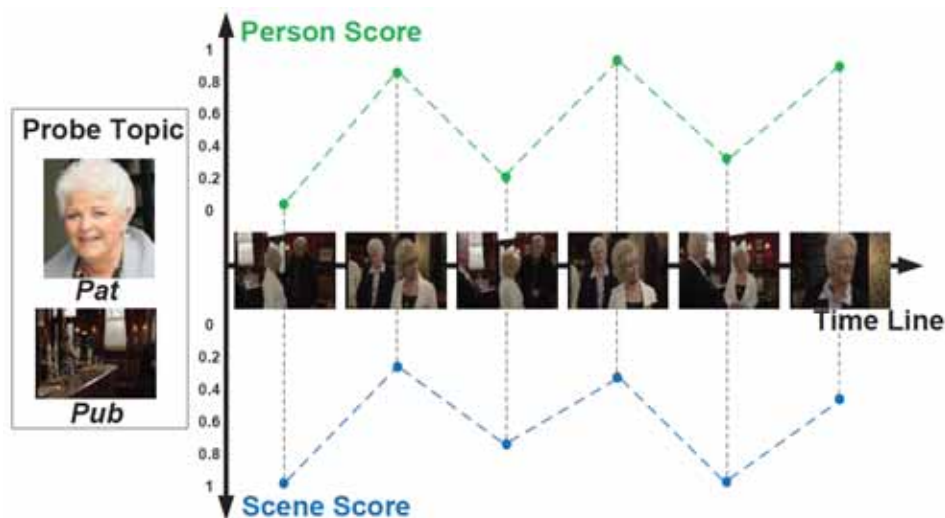 Person Score
1
0.8
0.6
0.4
0.2
0
Probe Topic
Pat
Pub
Time Line
0
0.2
0.4
0.6
0.8
1
Scene Score